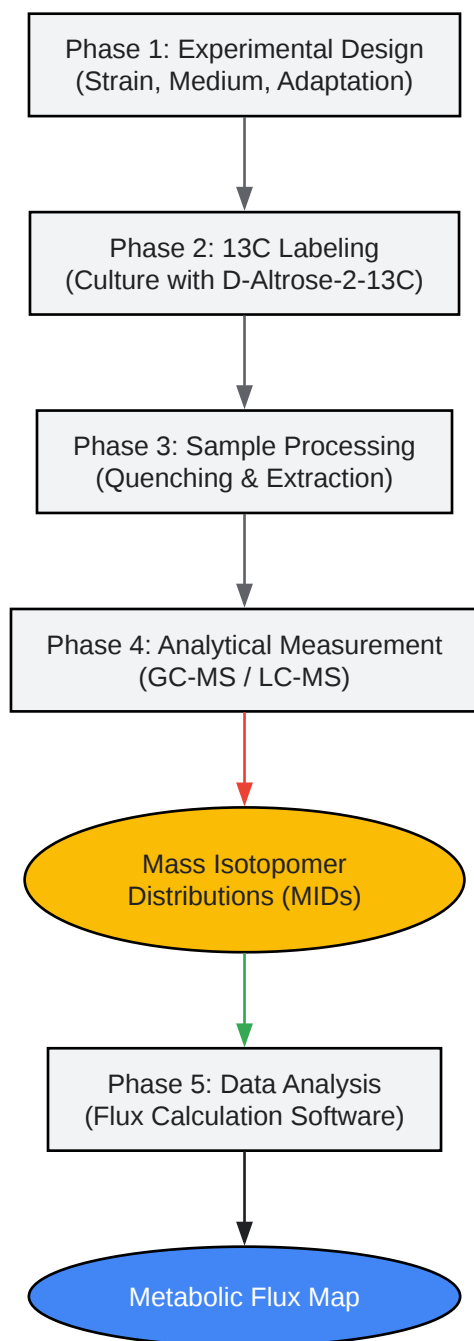 Phase 1: Experimental Design
(Strain, Medium, Adaptation)
Phase 2: 13C Labeling
(Culture with D-Altrose-2-13C)
Phase 3: Sample Processing
(Quenching & Extraction)
Phase 4: Analytical Measurement
(GC-MS / LC-MS)
Mass Isotopomer
Distributions (MIDs)
Phase 5: Data Analysis
(Flux Calculation Software)
Metabolic Flux Map